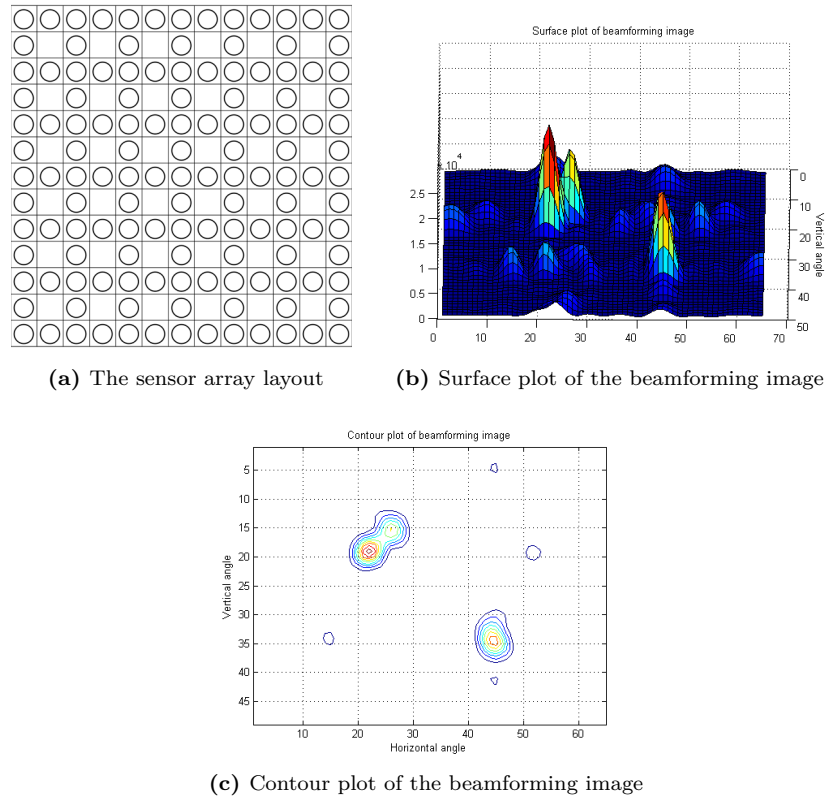 Surface plot of beamforming image
x 10^4
2.5
2
1.5
1
0.5
0
0
10
20
30
40
50
Vertical angle
0 10 20 30 40 50 60 70
(a) The sensor array layout
(b) Surface plot of the beamforming image
Contour plot of beamforming image
5
10
15
20
25
30
35
40
45
Vertical angle
10 20 30 40 50 60
Horizontal angle
(c) Contour plot of the beamforming image